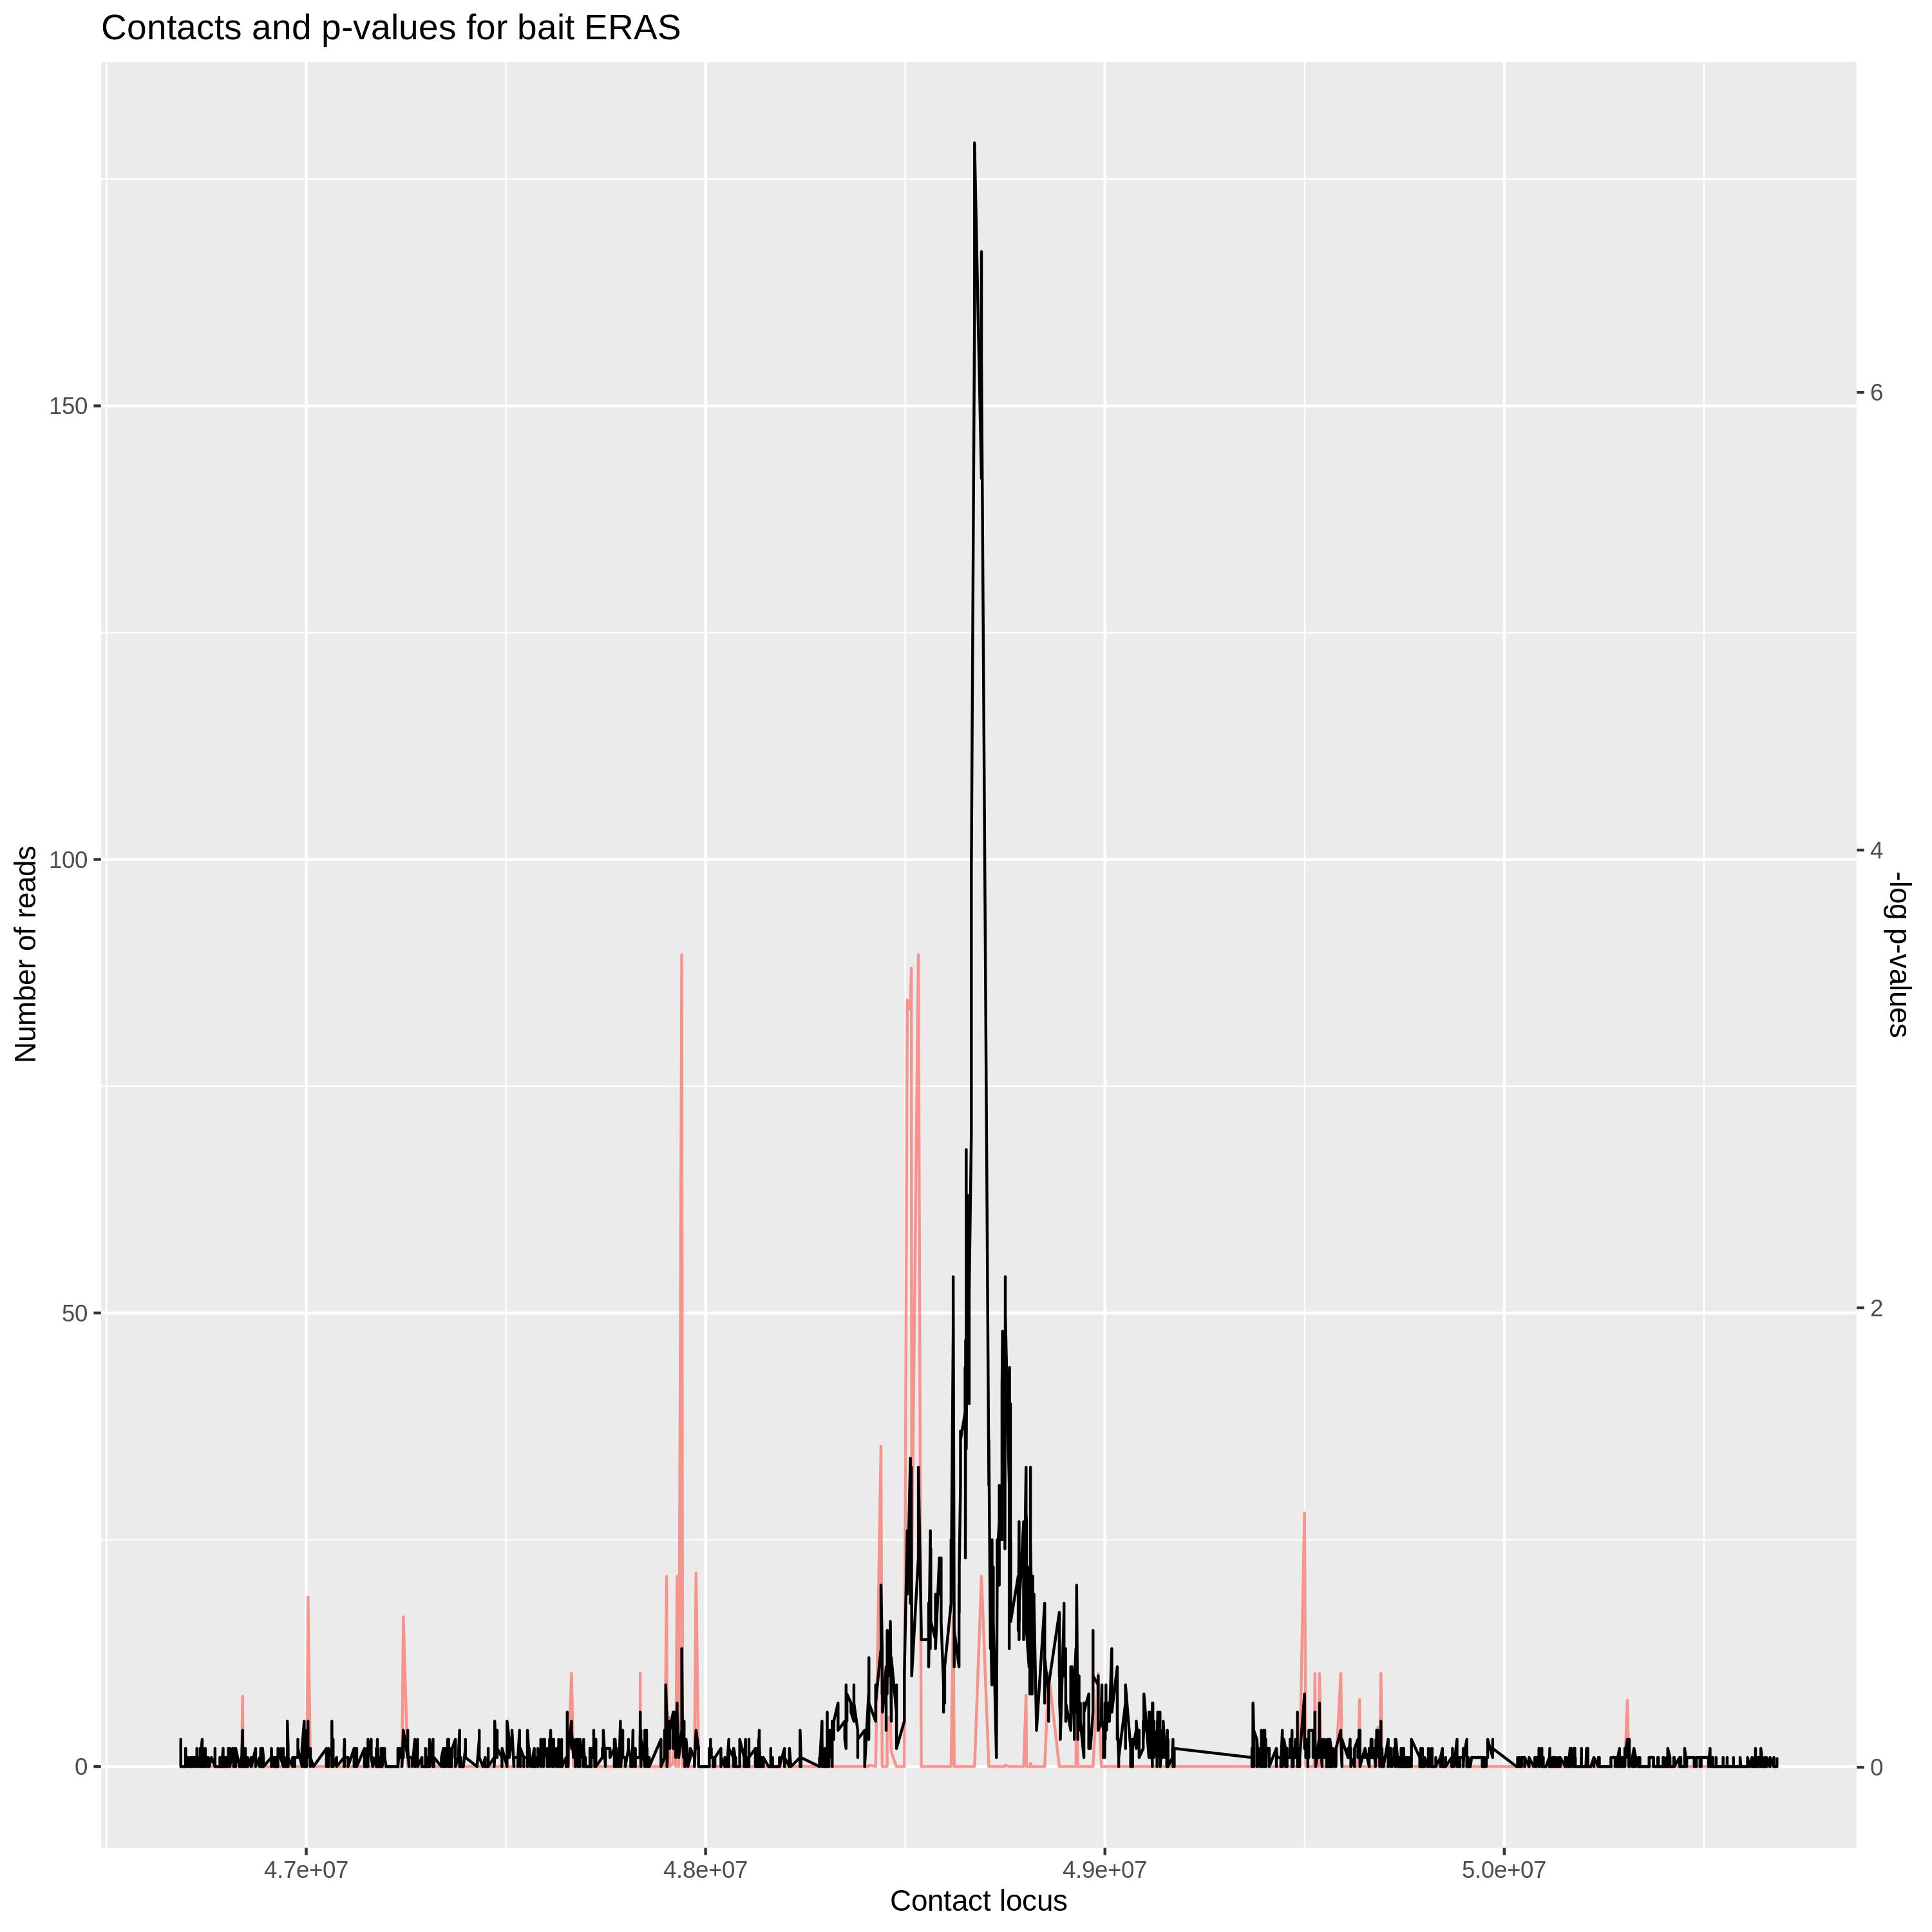 Contacts and p-values for bait ERAS
150
100
50
0
6
4
2
0
Number of reads
-log p-values
4.7e+07
4.8e+07
4.9e+07
5.0e+07
Contact locus